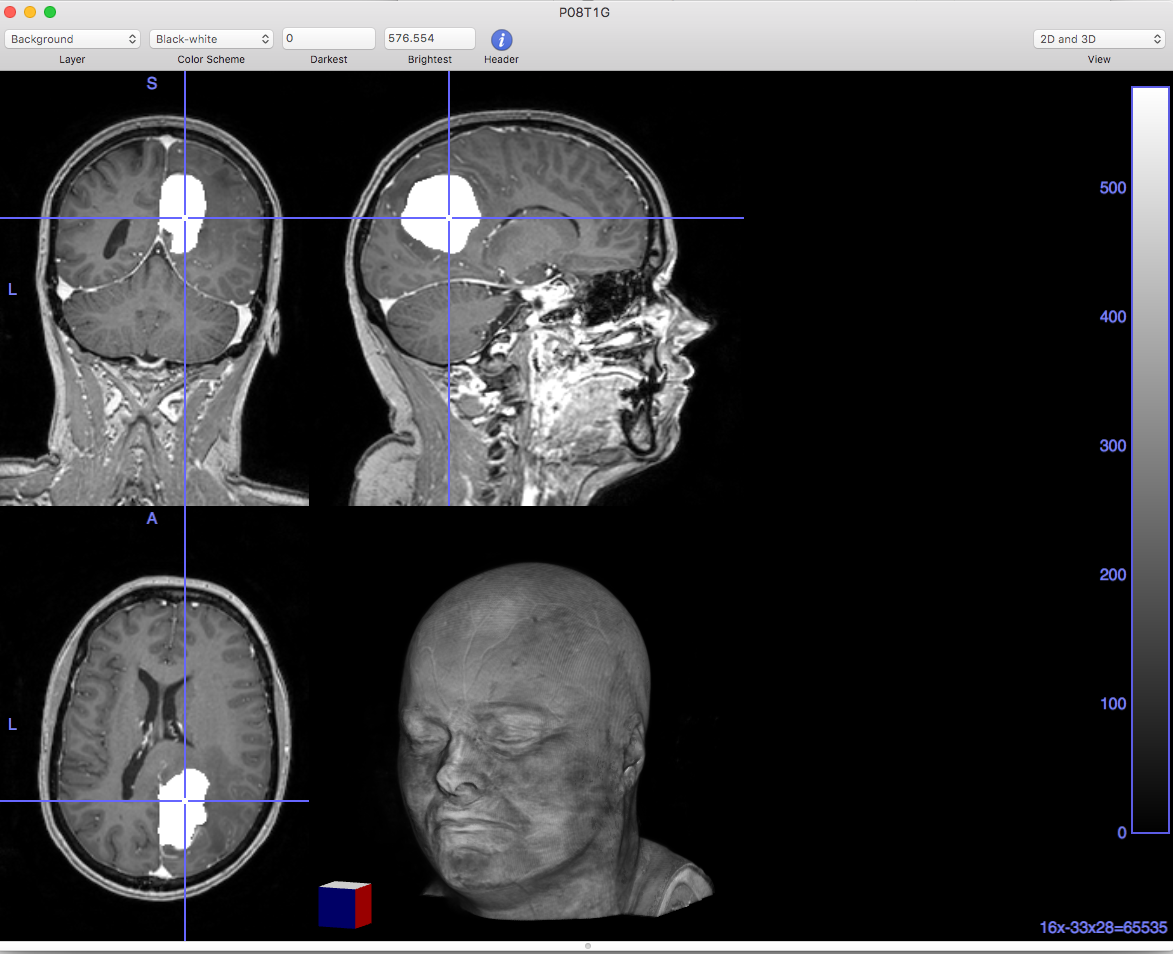 P08T1G
Background
Black-white
0
576.554
2D and 3D
Layer
Color Scheme
Darkest
Brightest
i
Header
View
S
L
A
L
500
400
300
200
100
0
16x-33x28=65535